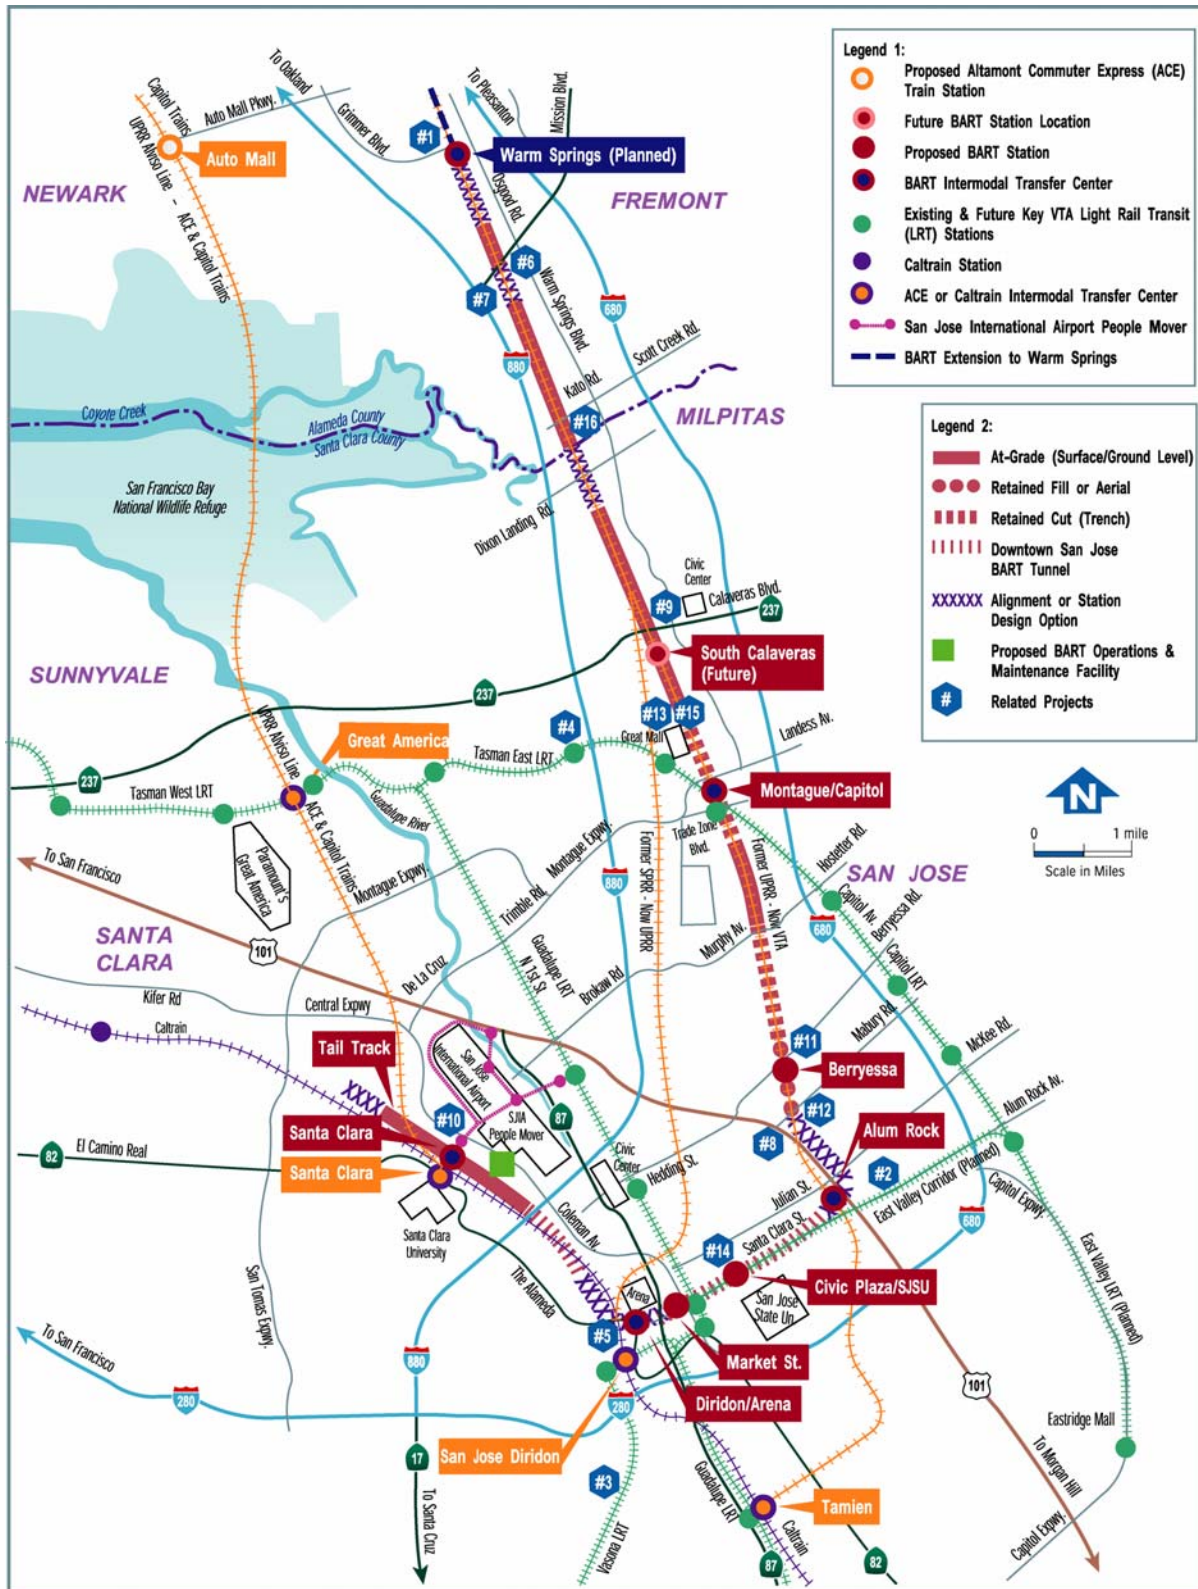 Legend 1:
Proposed Altamont Commuter Express (ACE)
Train Station
Future BART Station Location
Proposed BART Station
BART Intermodal Transfer Center
Existing & Future Key VTA Light Rail Transit
(LRT) Stations
Caltrain Station
ACE or Caltrain Intermodal Transfer Center
San Jose International Airport People Mover
BART Extension to Warm Springs
Legend 2:
At-Grade (Surface/Ground Level)
Retained Fill or Aerial
Retained Cut (Trench)
Downtown San Jose
BART Tunnel
XXXXXX
Alignment or Station
Design Option
Proposed BART Operations &
Maintenance Facility
#
Related Projects
N
0
1 mile
Scale in Miles
Capitol Trains
Auto Mall Pkwy.
To Oakland
Grimmer Blvd.
#1
To Pleasanton
Mission Blvd.
Auto Mall
Warm Springs (Planned)
UPRR Alviso Line – ACE & Capitol Trains
NEWARK
Osgood Rd.
FREMONT
#6
#7
Warm Springs Blvd.
680
880
Scott Creek Rd.
Kato Rd.
MILPITAS
#16
Coyote Creek
Alameda County
Santa Clara County
San Francisco Bay
National Wildlife Refuge
Dixon Landing Rd.
Civic
Center
#9
Calaveras Blvd.
237
South Calaveras
(Future)
SUNNYVALE
237
#4
#13
#15
Great Mall
Landess Av.
UPRR Alviso Line
Great America
Tasman East LRT
237
Tasman West LRT
Montague/Capitol
ACE & Capitol Trains
Guadalupe River
Trade Zone
Blvd.
To San Francisco
Paramount's
Great America
Montague Expwy.
Montague Expwy.
Trimble Rd.
Former SPRR - Now UPRR
Former UPRR - Now VTA
Hostetter Rd.
880
SAN JOSE
Capitol Av.
Berryessa Rd.
680
SANTA
CLARA
101
Murphy Av.
Guadalupe LRT
N 1st St.
Brokaw Rd
De La Cruz
Capitol LRT
Kifer Rd
Central Expwy
Mabury Rd.
McKee Rd.
Caltrain
#11
Tail Track
San Jose
International Airport
Berryessa
#10
SJIA
People Mover
87
#12
Alum Rock Av.
#8
Alum Rock
Santa Clara
82
El Camino Real
Santa Clara
Civic
Center
Hedding St.
#2
Julian St.
East Valley Corridor (Planned)
Capitol Expwy.
680
Santa Clara
University
Coleman Av.
Santa Clara St.
#14
East Valley LRT (Planned)
San Tomas Expwy.
The Alameda
Arena
Civic Plaza/SJSU
San Jose
State Un
#5
To San Francisco
Market St.
880
Diridon/Arena
280
280
101
17
San Jose Diridon
Eastridge Mall
#3
To Morgan Hill
Guadalupe LRT
Tamien
To Santa Cruz
Vasona LRT
Caltrain
87
82
Capitol Expwy.